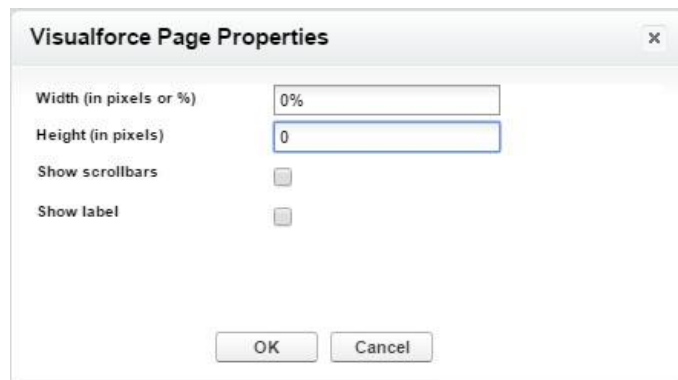 Visualforce Page Properties
Width (in pixels or %) 0%
Height (in pixels) 0
Show scrollbars
Show label
OK Cancel